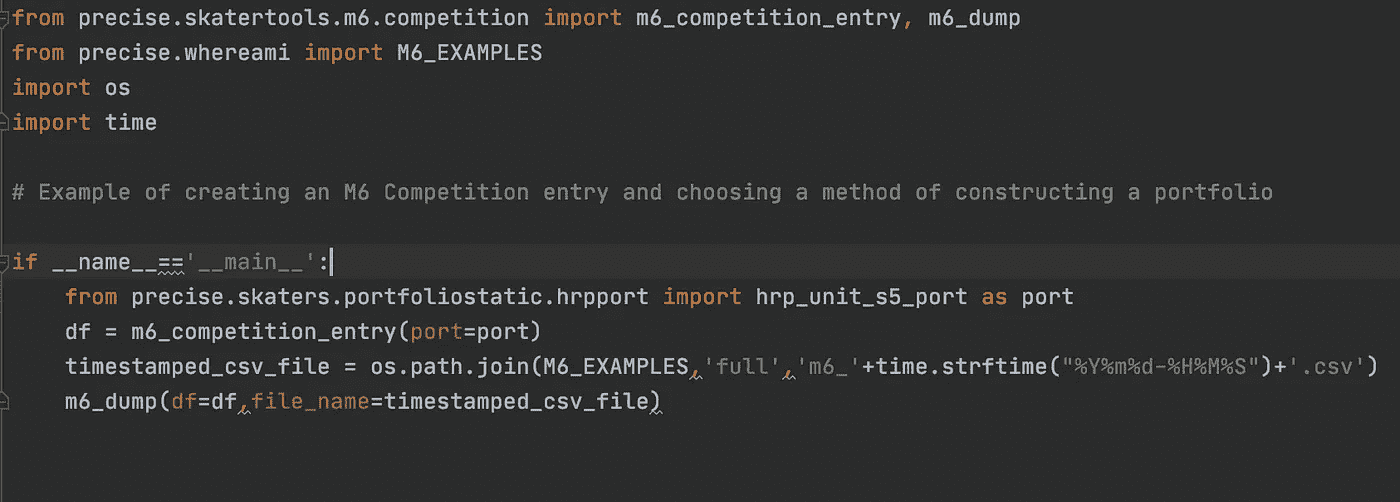 from precise.skatertools.m6.competition import m6_competition_entry, m6_dump
from precise.whereami import M6_EXAMPLES
import os
import time
# Example of creating an M6 Competition entry and choosing a method of constructing a portfolio
if __name__=='__main__':
    from precise.skaters.portfoliostatic.hrpport import hrp_unit_s5_port as port
    df = m6_competition_entry(port=port)
    timestamped_csv_file = os.path.join(M6_EXAMPLES,'full','m6_'+time.strftime("%Y%m%d-%H%M%S")+'.csv')
    m6_dump(df=df,file_name=timestamped_csv_file)